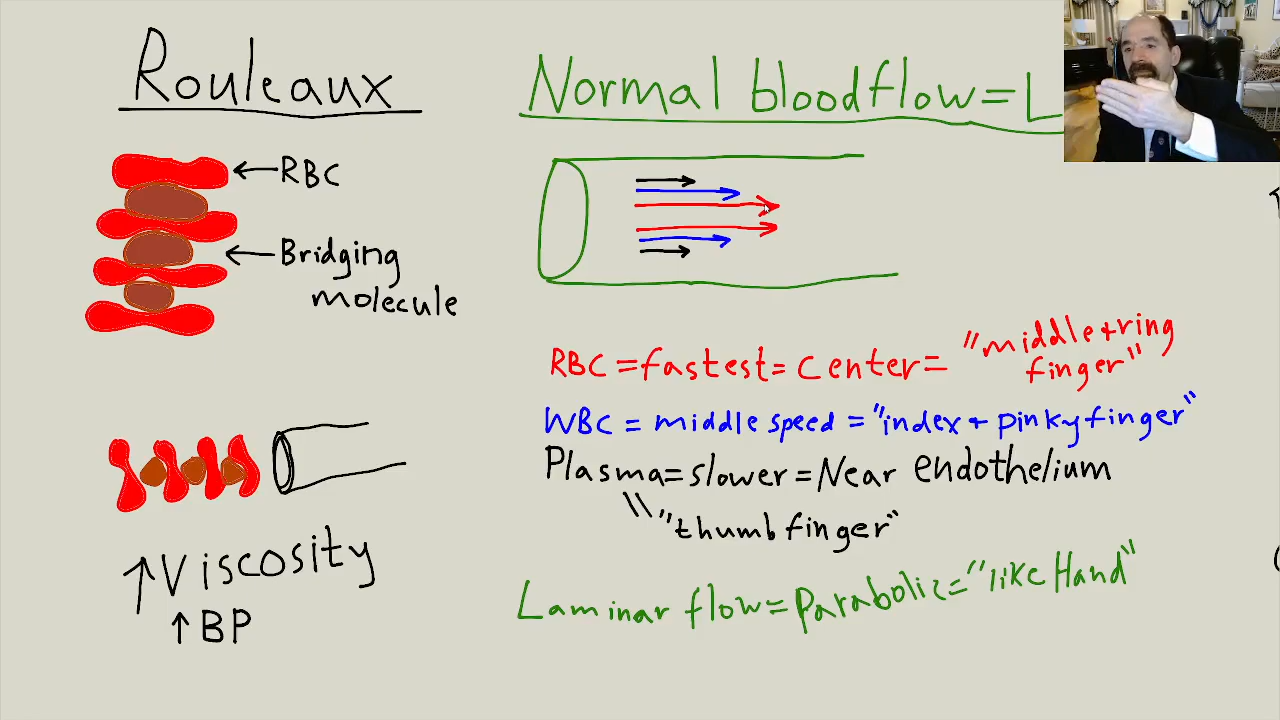 Rouleaux
←RBC
←Bridging
molecule
↑Viscosity
↑BP
Normal bloodflow=L
RBC=fastest=center="middle+ring
finger"
WBC = middle speed ="index + pinky finger"
Plasma=slower=Near endothelium
\\ "thumb finger"
Laminar flow=Parabolic="like Hand"